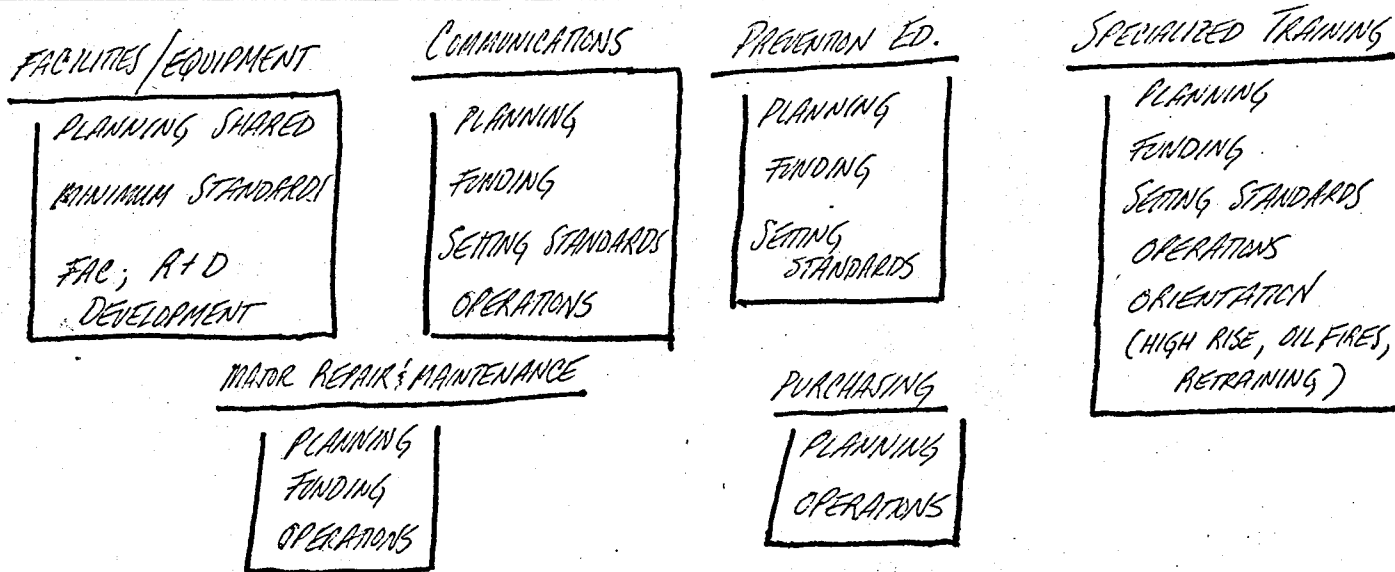 FACILITIES/EQUIPMENT
PLANNING SHARED
MINIMUM STANDARDS
FAC; R+D
DEVELOPMENT
COMMUNICATIONS
PLANNING
FUNDING
SETTING STANDARDS
OPERATIONS
PREVENTION ED.
PLANNING
FUNDING
SETTING
STANDARDS
SPECIALIZED TRAINING
PLANNING
FUNDING
SETTING STANDARDS
OPERATIONS
ORIENTATION
(HIGH RISE, OIL FIRES,
RETRAINING)
MAJOR REPAIR & MAINTENANCE
PLANNING
FUNDING
OPERATIONS
PURCHASING
PLANNING
OPERATIONS